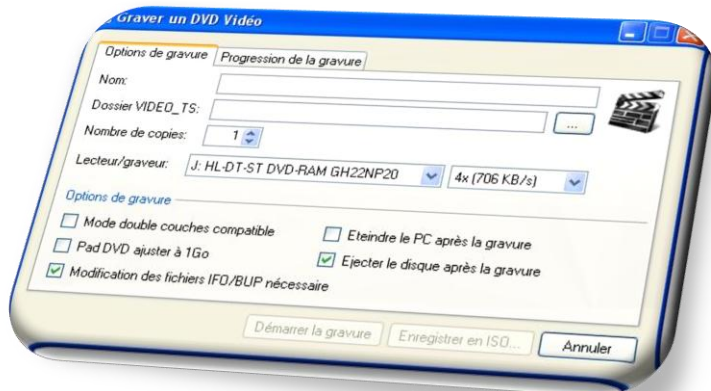 Graver un DVD Vidéo
Options de gravure Progression de la gravure
Nom:
Dossier VIDEO_TS: ...
Nombre de copies: 1
Lecteur/graveur: J: HL-DT-ST DVD-RAM GH22NP20 4x (706 KB/s)
Options de gravure
Mode double couches compatible Eteindre le PC après la gravure
Pad DVD ajuster à 1Go Ejecter le disque après la gravure
Modification des fichiers IFO/BUP nécessaire
Démarrer la gravure Enregistrer en ISO... Annuler